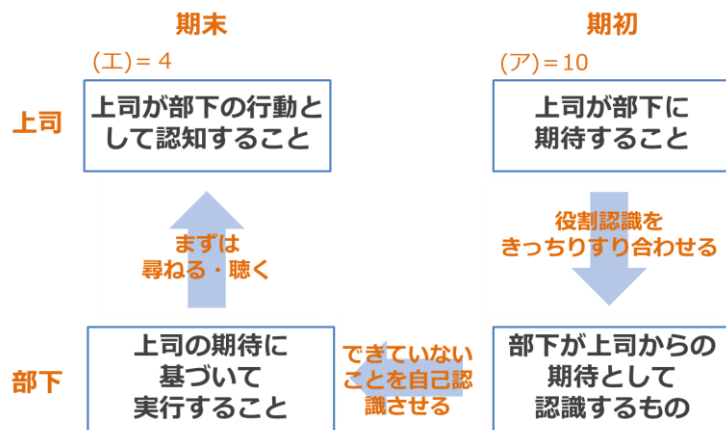 期末
期初
(エ)= 4
(ア)=10
上司
上司が部下の行動と
して認知すること
上司が部下に
期待すること
まずは
尋ねる・聴く
役割認識を
きっちりすり合わせる
部下
上司の期待に
基づいて
実行すること
できていない
ことを自己認
識させる
部下が上司からの
期待として
認識するもの